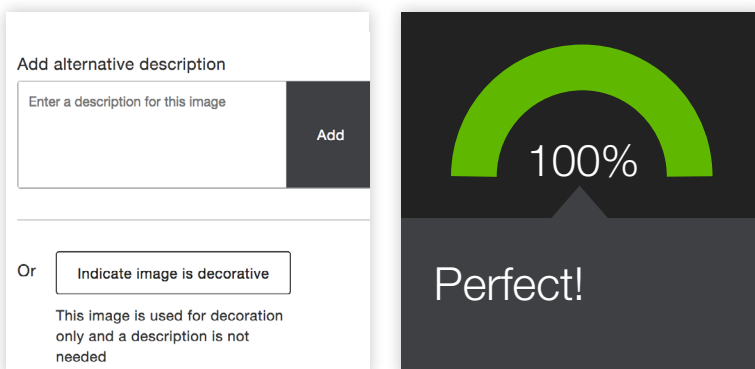 Add alternative description
Enter a description for this image
Add
Or
Indicate image is decorative
This image is used for decoration
only and a description is not
needed
100%
Perfect!